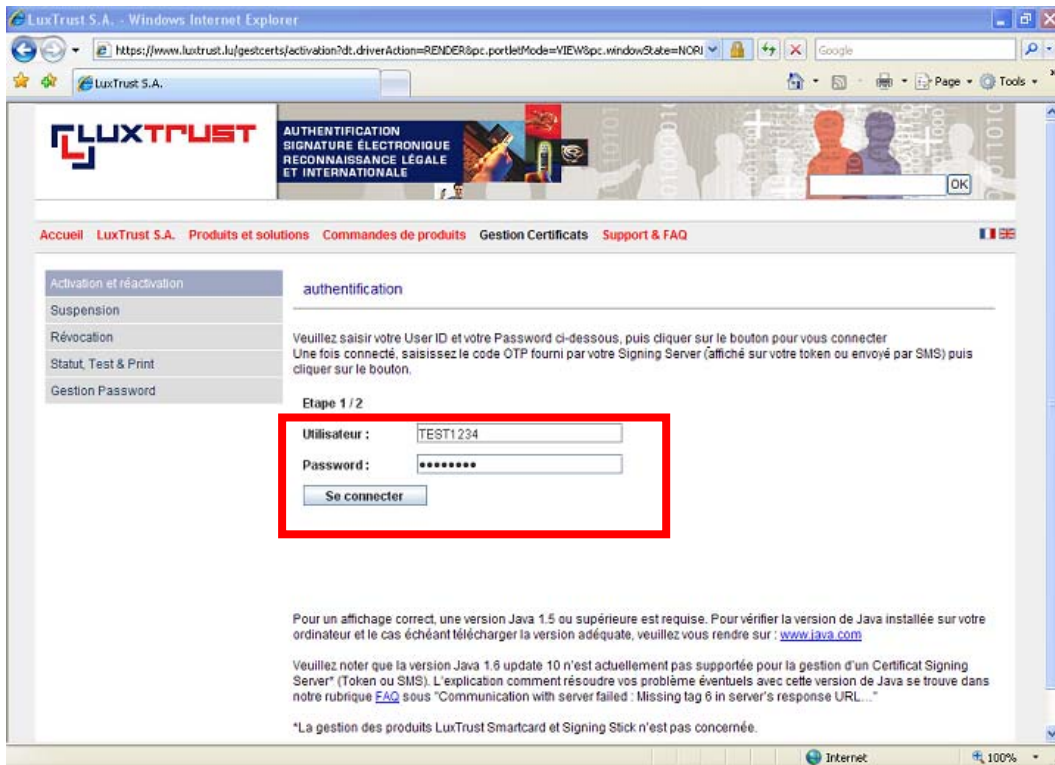 LuxTrust S.A. - Windows Internet Explorer
https://www.luxtrust.lu/gestcerts/activation?dt.driverAction=RENDER&pc.portletMode=VIEW&pc.windowState=NORI
Google
LuxTrust S.A.
Page
Tools
LUXTRUST
AUTHENTIFICATION
SIGNATURE ÉLECTRONIQUE
RECONNAISSANCE LÉGALE
ET INTERNATIONALE
OK
Accueil LuxTrust S.A. Produits et solutions Commandes de produits Gestion Certificats Support & FAQ
Activation et réactivation
Suspension
Révocation
Statut, Test & Print
Gestion Password
authentification
Veuillez saisir votre User ID et votre Password ci-dessous, puis cliquer sur le bouton pour vous connecter
Une fois connecté, saisissez le code OTP fourni par votre Signing Server (affiché sur votre token ou envoyé par SMS) puis
cliquer sur le bouton.
Etape 1 / 2
Utilisateur : TEST1234
Password : ••••••••
Se connecter
Pour un affichage correct, une version Java 1.5 ou supérieure est requise. Pour vérifier la version de Java installée sur votre
ordinateur et le cas échéant télécharger la version adéquate, veuillez vous rendre sur : www.java.com
Veuillez noter que la version Java 1.6 update 10 n'est actuellement pas supportée pour la gestion d'un Certificat Signing
Server* (Token ou SMS). L'explication comment résoudre vos problème éventuels avec cette version de Java se trouve dans
notre rubrique FAQ sous "Communication with server failed : Missing tag 6 in server's response URL..."
*La gestion des produits LuxTrust Smartcard et Signing Stick n'est pas concernée.
Internet
100%